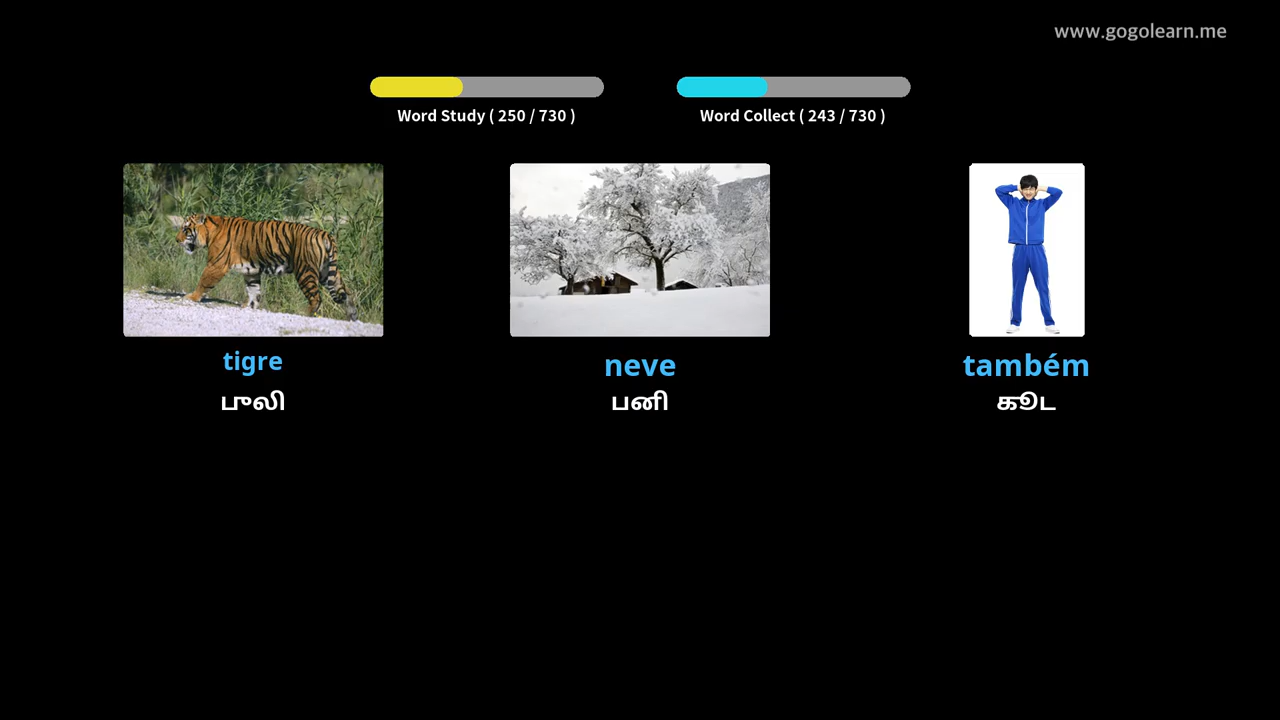 www.gogolearn.me
Word Study ( 250 / 730 )
Word Collect ( 243 / 730 )
tigre
neve
também
புலி
பனி
கூட